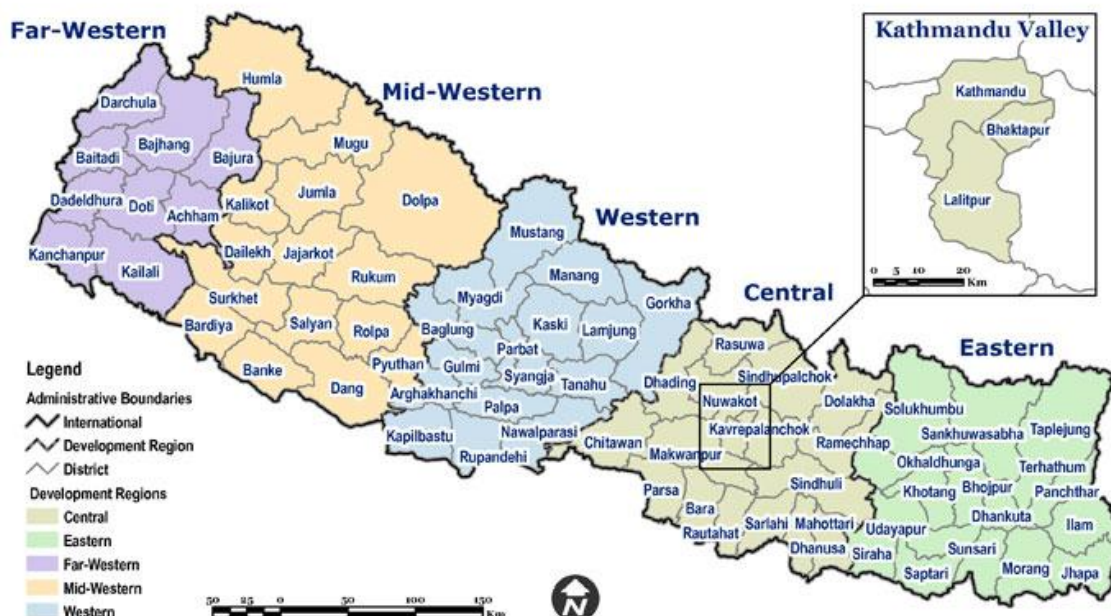 Far-Western
Mid-Western
Western
Central
Eastern
Kathmandu Valley
Kathmandu
Bhaktapur
Lalitpur
0 5 10 20
Km
Humla
Darchula
Bajhang
Baitadi
Bajura
Mugu
Dadeldhura
Doti
Achham
Kalikot
Jumla
Dolpa
Kanchanpur
Kailali
Dailekh
Jajarkot
Rukum
Surkhet
Bardiya
Salyan
Rolpa
Banke
Dang
Pyuthan
Mustang
Manang
Myagdi
Gorkha
Baglung
Kaski
Lamjung
Parbat
Gulmi
Syangja
Tanahu
Arghakhanchi
Palpa
Kapilbastu
Nawalparasi
Rupandehi
Rasuwa
Dhading
Sindhupalchok
Nuwakot
Dolakha
Kavrepalanchok
Chitawan
Makwanpur
Ramechhap
Parsa
Sindhuli
Bara
Rautahat
Sarlahi
Mahottari
Dhanusa
Solukhumbu
Sankhuwasabha
Taplejung
Okhaldhunga
Terhathum
Khotang
Bhojpur
Panchthar
Dhankuta
Ilam
Udayapur
Siraha
Sunsari
Saptari
Morang
Jhapa
Legend
Administrative Boundaries
International
Development Region
District
Development Regions
Central
Eastern
Far-Western
Mid-Western
Western
50 25 0 50 100 150
Km
N